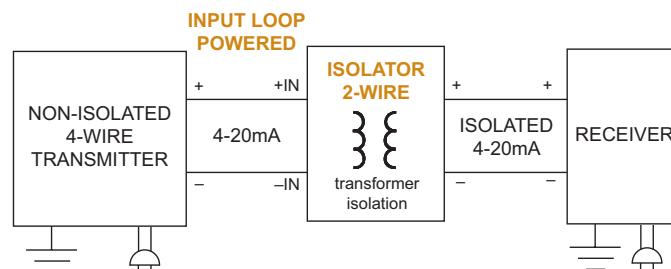 INPUT LOOP
POWERED
NON-ISOLATED
4-WIRE
TRANSMITTER
+
+IN
4-20mA
–
–IN
ISOLATOR
2-WIRE
transformer
isolation
+
+
ISOLATED
4-20mA
–
–
RECEIVER